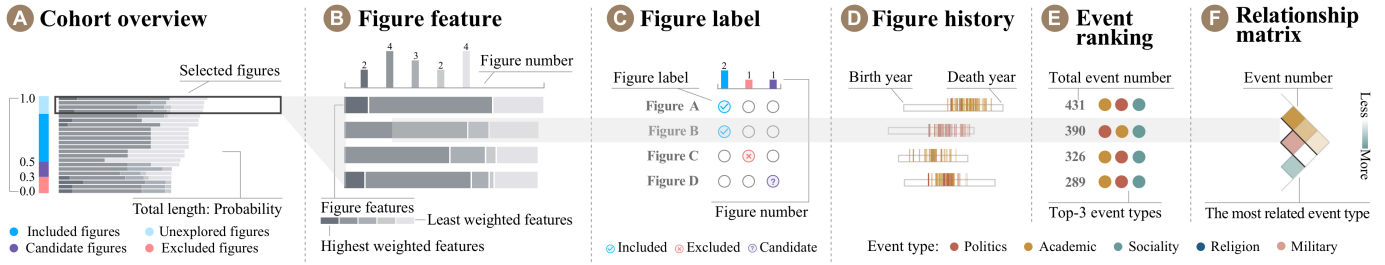 A Cohort overview
Selected figures
1.0
0.5
0.3
0.0
Total length: Probability
Included figures
Unexplored figures
Candidate figures
Excluded figures
B Figure feature
2
4
3
2
4
Figure number
Figure features
Least weighted features
Highest weighted features
C Figure label
2
1
1
Figure label
Figure A
Figure B
Figure C
Figure D
?
Figure number
Included
Excluded
? Candidate
D Figure history
Birth year
Death year
E Event
ranking
Total event number
431
390
326
289
Top-3 event types
F Relationship
matrix
Event number
Less
More
The most related event type
Event type:
Politics
Academic
Sociality
Religion
Military